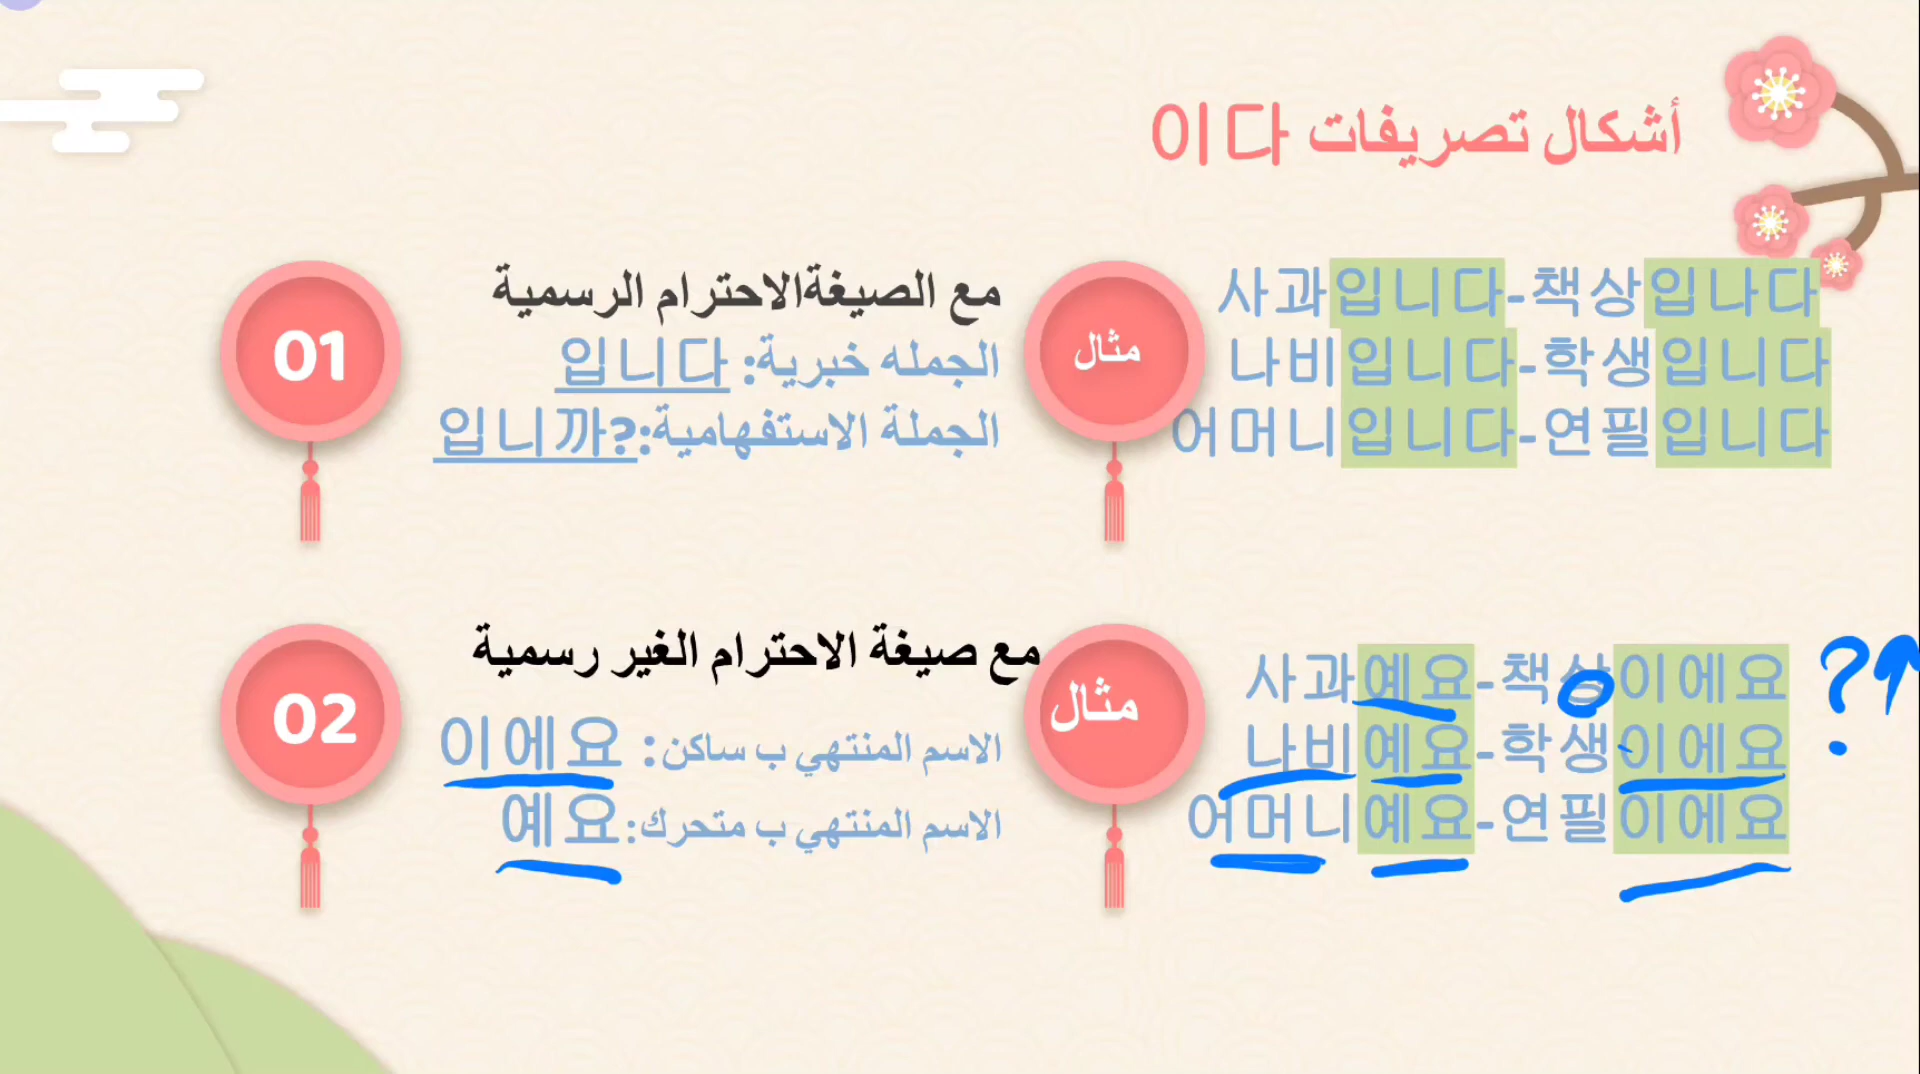 أشكال تصريفات 이다
01
مع الصيغةالاحترام الرسمية
الجمله خبرية: 입니다
الجملة الاستفهامية:?입니까
مثال
사과입니다-책상입나다
나비입니다-학생입니다
어머니입니다-연필입니다
02
مع صيغة الاحترام الغير رسمية
الاسم المنتهي ب ساكن: 이에요
الاسم المنتهي ب متحرك:예요
مثال
사과예요-책상이에요
나비예요-학생이에요
어머니예요-연필이에요
?